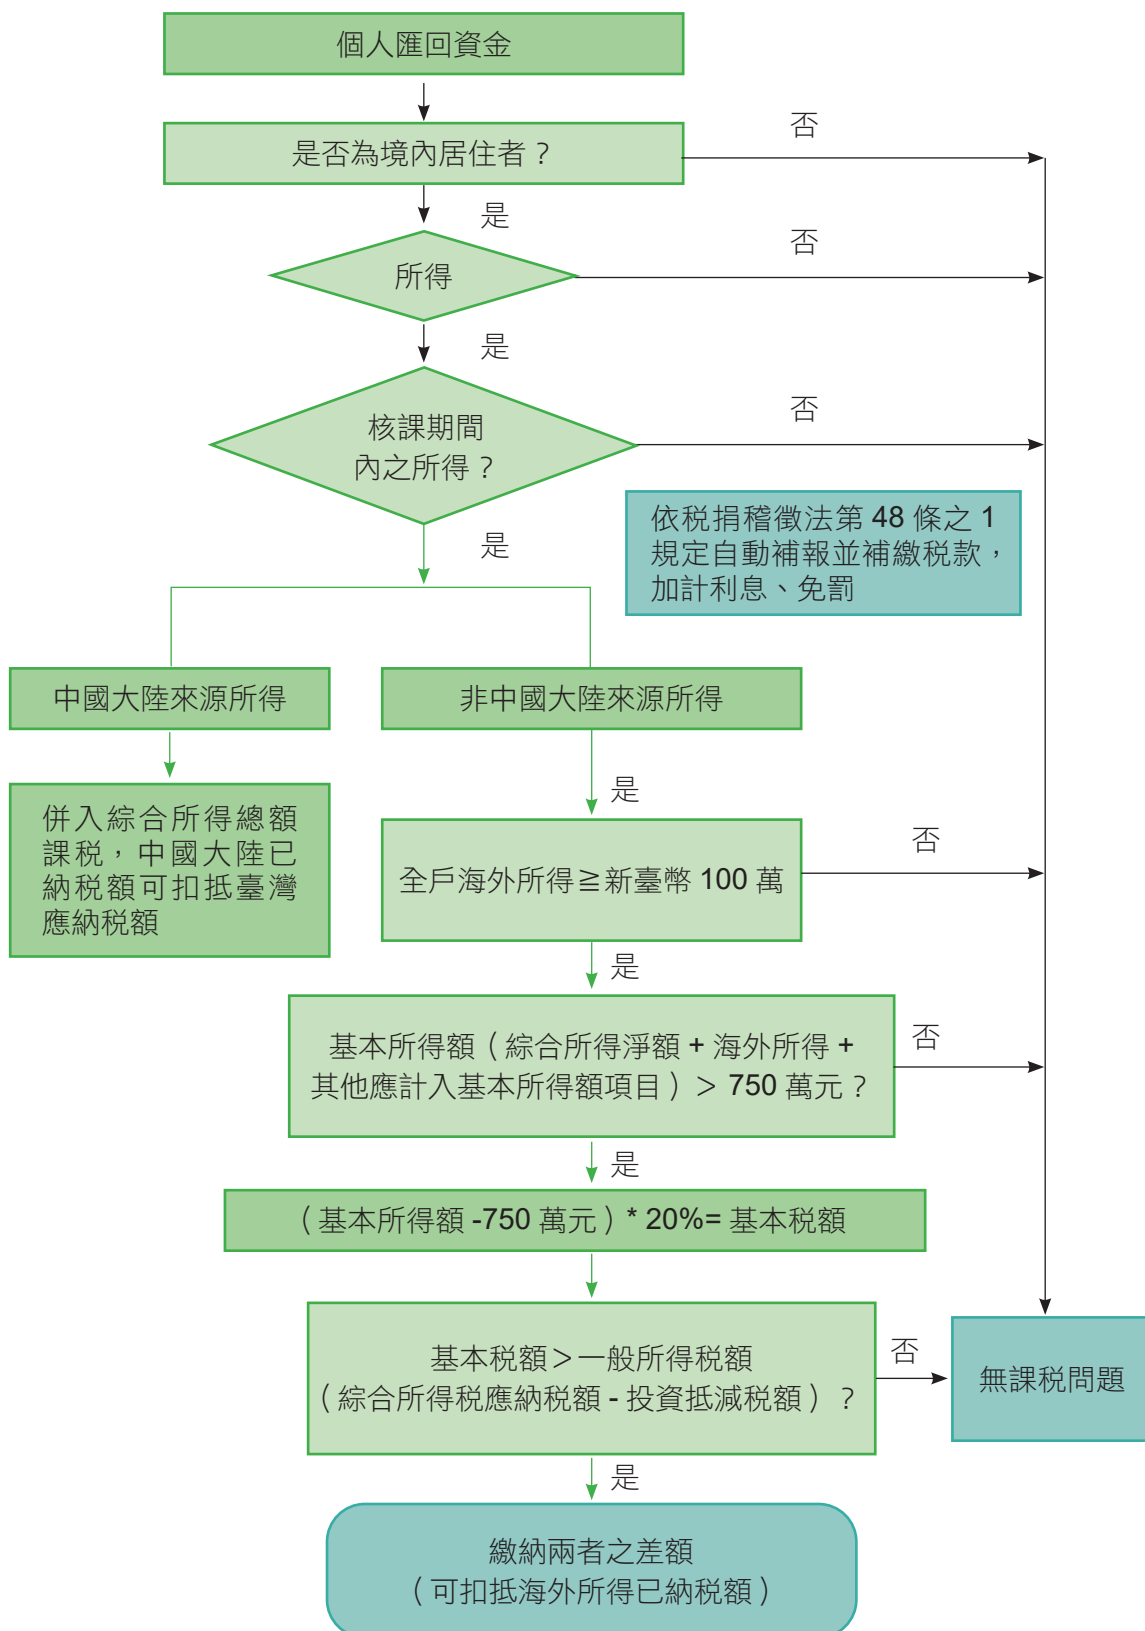 個人匯回資金
是否為境內居住者？
否
是
所得
否
是
核課期間
內之所得？
否
是
依稅捐稽徵法第 48 條之 1
規定自動補報並補繳稅款，
加計利息、免罰
中國大陸來源所得
非中國大陸來源所得
併入綜合所得總額
課稅，中國大陸已
納稅額可扣抵臺灣
應納稅額
是
全戶海外所得≧新臺幣 100 萬
否
是
基本所得額（綜合所得淨額 + 海外所得 +
其他應計入基本所得額項目）＞ 750 萬元？
否
是
（基本所得額 -750 萬元）* 20%= 基本稅額
基本稅額＞一般所得稅額
（綜合所得稅應納稅額 - 投資抵減稅額）？
否
無課稅問題
是
繳納兩者之差額
（可扣抵海外所得已納稅額）